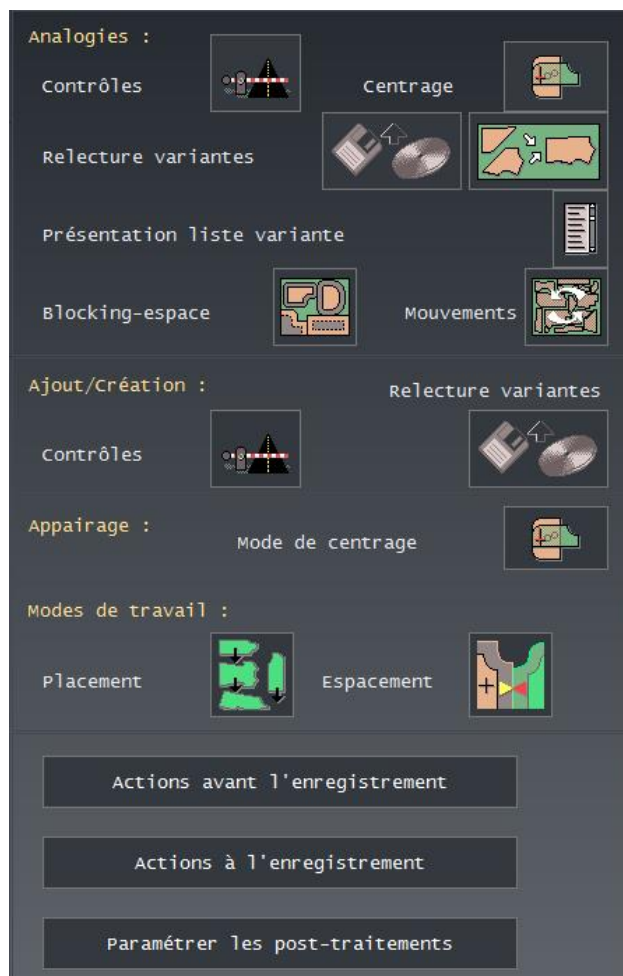 Analogies :
Contrôles Centrage
Relecture variantes
Présentation liste variante
Blocking-espace Mouvements
Ajout/Création :
Relecture variantes
Contrôles
Appairage :
Mode de centrage
Modes de travail :
Placement Espacement
Actions avant l'enregistrement
Actions à l'enregistrement
Paramétrer les post-traitements